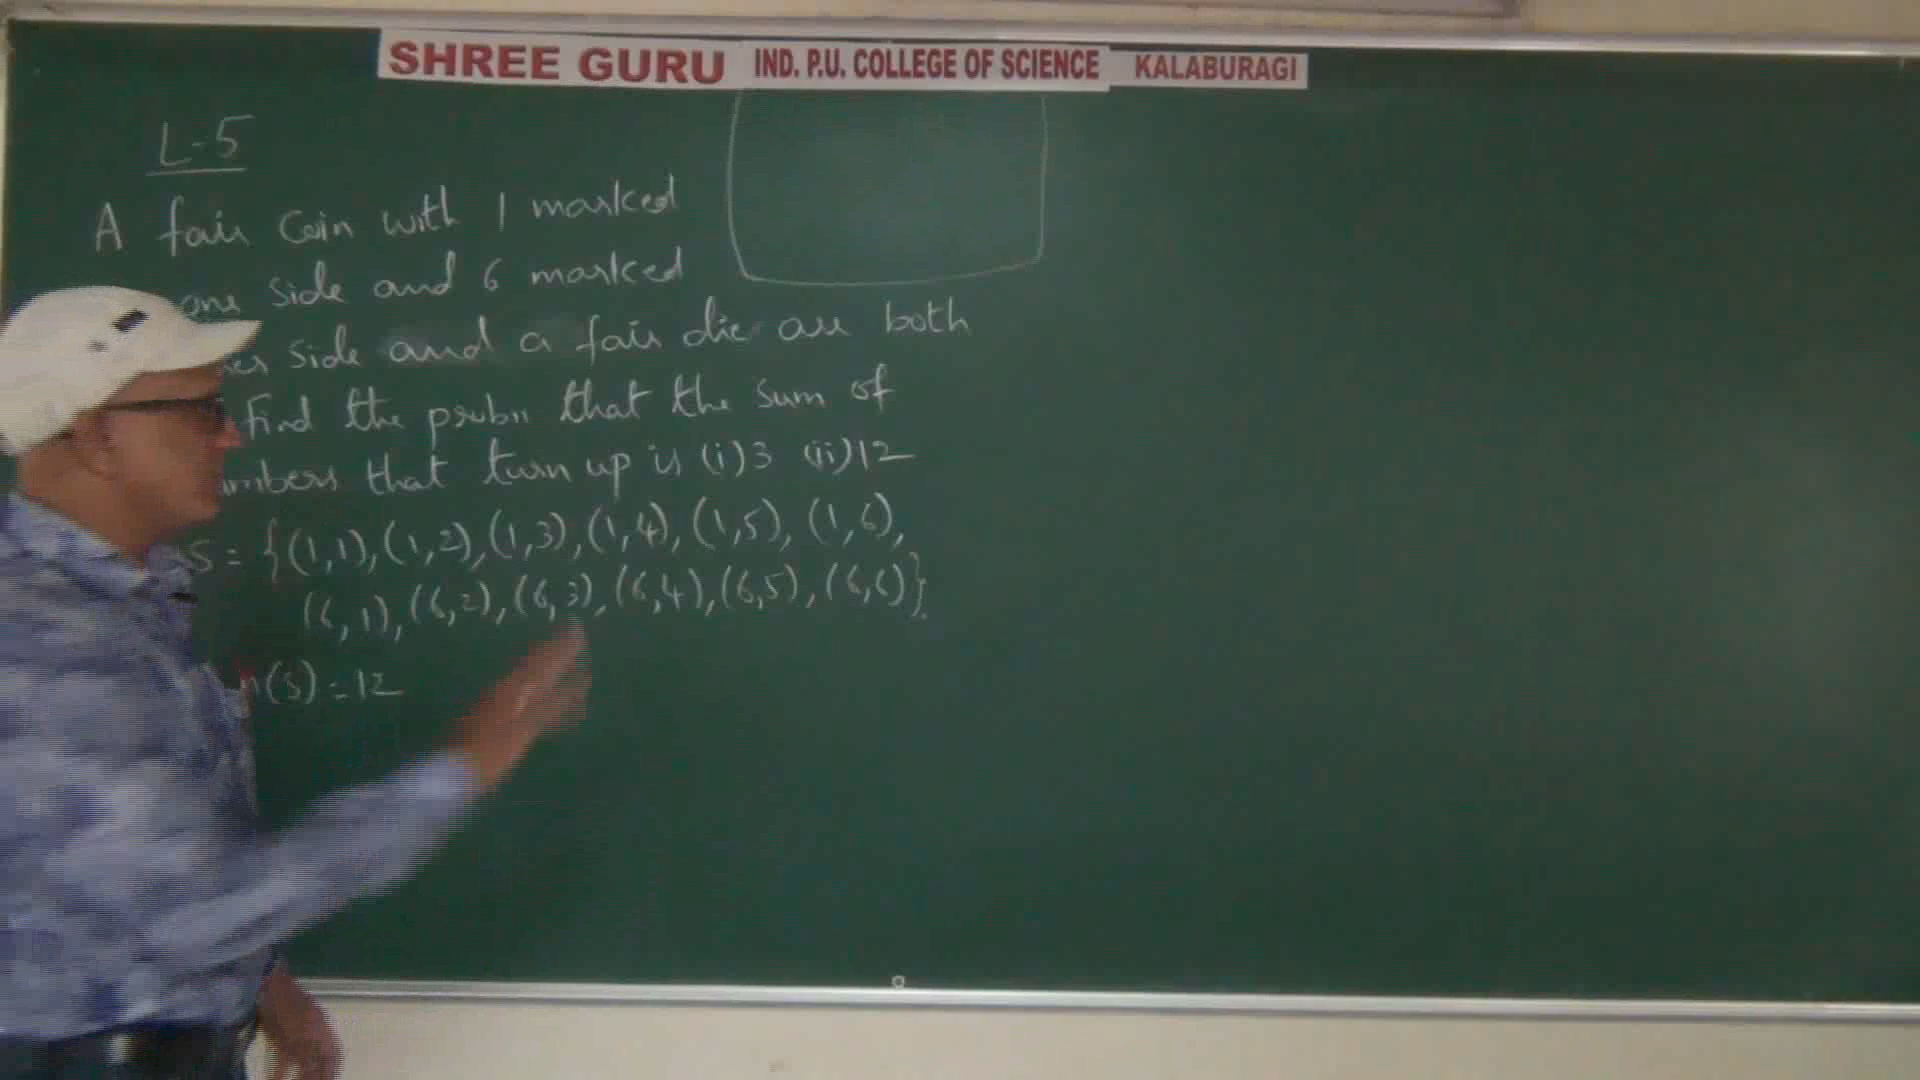 SHREE GURU IND. P.U. COLLEGE OF SCIENCE KALABURAGI
L-5
A fair Coin with 1 marked
one side and 6 marked
side and a fair die are both
find the probn that the sum of
that turn up is (i)3 (ii)12
S = {(1,1),(1,2),(1,3),(1,4),(1,5),(1,6),
(6,1),(6,2),(6,3),(6,4),(6,5),(6,6)}.
n(S)=12